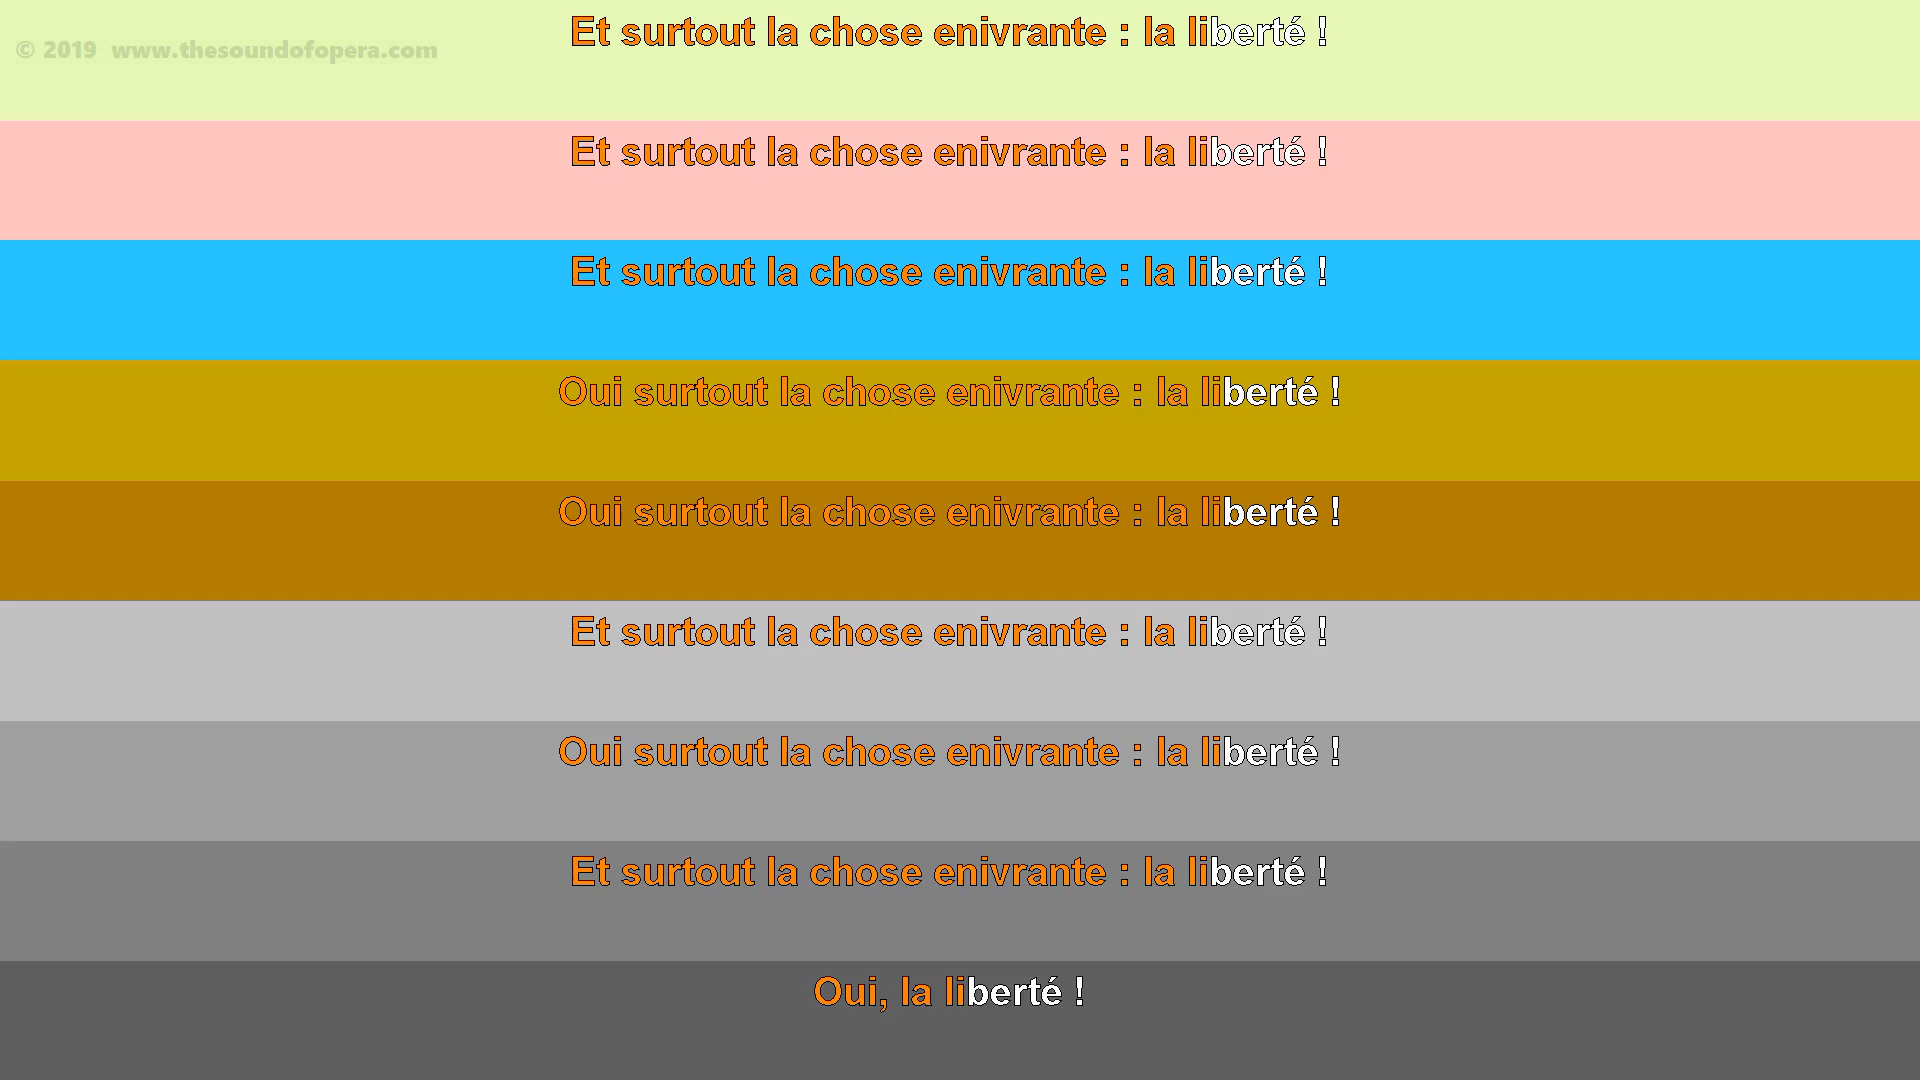 Et surtout la chose enivrante : la liberté !
© 2019 www.thesoundofopera.com
Et surtout la chose enivrante : la liberté !
Et surtout la chose enivrante : la liberté !
Oui surtout la chose enivrante : la liberté !
Oui surtout la chose enivrante : la liberté !
Et surtout la chose enivrante : la liberté !
Oui surtout la chose enivrante : la liberté !
Et surtout la chose enivrante : la liberté !
Oui, la liberté !